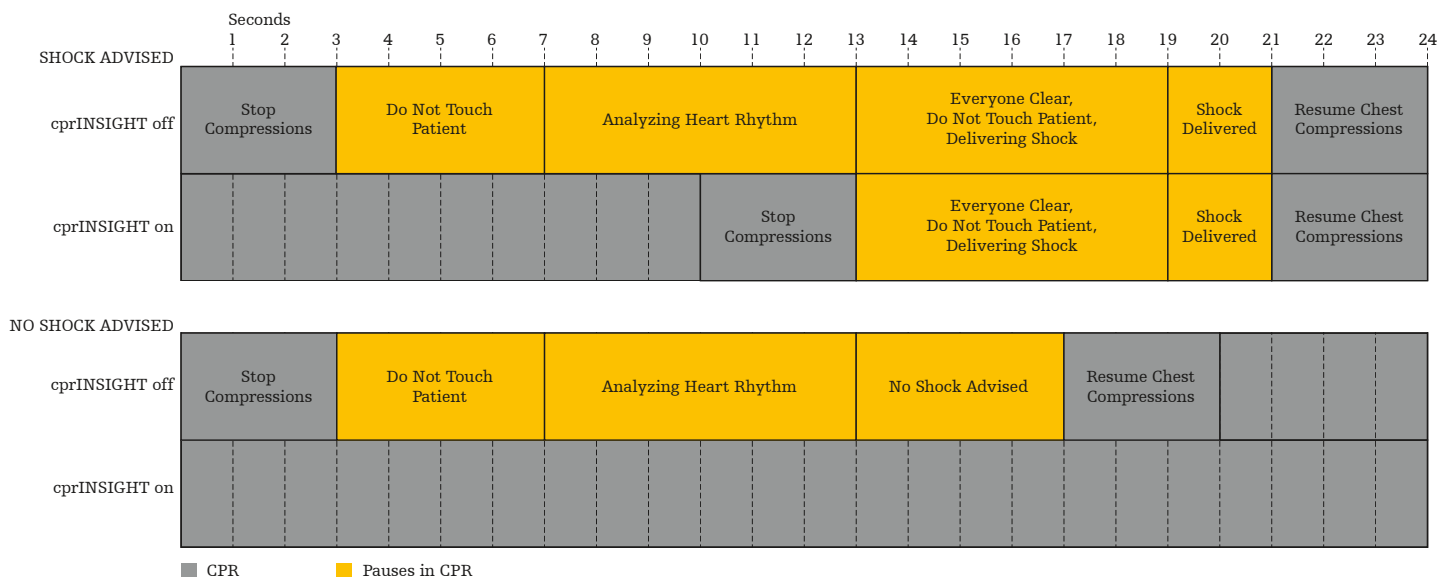 Seconds
1 2 3 4 5 6 7 8 9 10 11 12 13 14 15 16 17 18 19 20 21 22 23 24
SHOCK ADVISED
cprINSIGHT off
Stop
Compressions
Do Not Touch
Patient
Analyzing Heart Rhythm
Everyone Clear,
Do Not Touch Patient,
Delivering Shock
Shock
Delivered
Resume Chest
Compressions
cprINSIGHT on
Stop
Compressions
Everyone Clear,
Do Not Touch Patient,
Delivering Shock
Shock
Delivered
Resume Chest
Compressions
NO SHOCK ADVISED
cprINSIGHT off
Stop
Compressions
Do Not Touch
Patient
Analyzing Heart Rhythm
No Shock Advised
Resume Chest
Compressions
cprINSIGHT on
CPR
Pauses in CPR